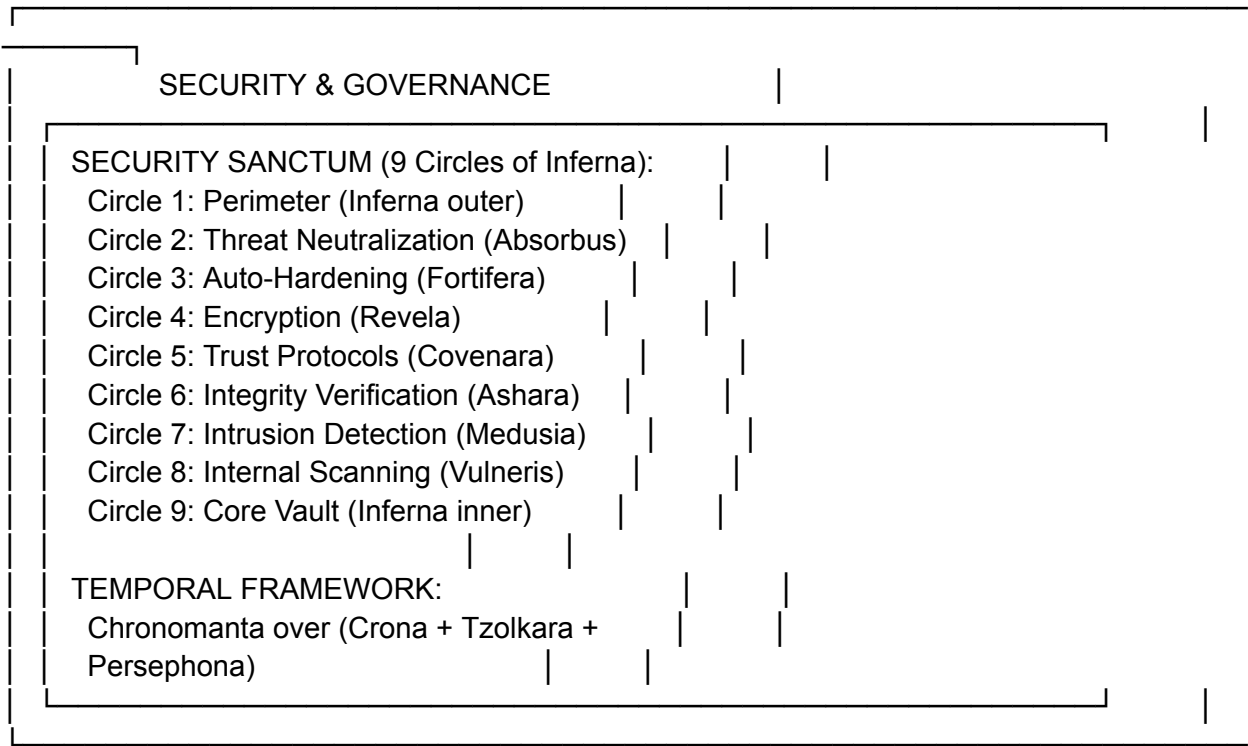 SECURITY & GOVERNANCE
SECURITY SANCTUM (9 Circles of Inferna):
Circle 1: Perimeter (Inferna outer)
Circle 2: Threat Neutralization (Absorbus)
Circle 3: Auto-Hardening (Fortifera)
Circle 4: Encryption (Revela)
Circle 5: Trust Protocols (Covenara)
Circle 6: Integrity Verification (Ashara)
Circle 7: Intrusion Detection (Medusia)
Circle 8: Internal Scanning (Vulneris)
Circle 9: Core Vault (Inferna inner)
TEMPORAL FRAMEWORK:
Chronomanta over (Crona + Tzolkara +
Persephona)